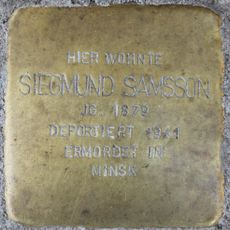 HIER WOHNTE
SIEGMUND SAMSSON
JG. 1879
DEPORTIERT 1941
ERMORDET IN
MINSK